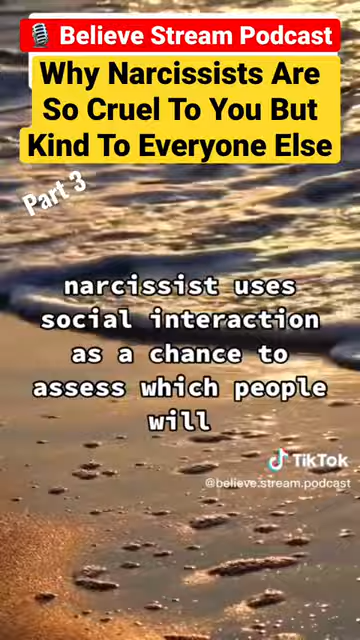 🎙️ Believe Stream Podcast
Why Narcissists Are
So Cruel To You But
Kind To Everyone Else
Part 3
narcissist uses
social interaction
as a chance to
assess which people
will
TikTok
@believe.stream.podcast